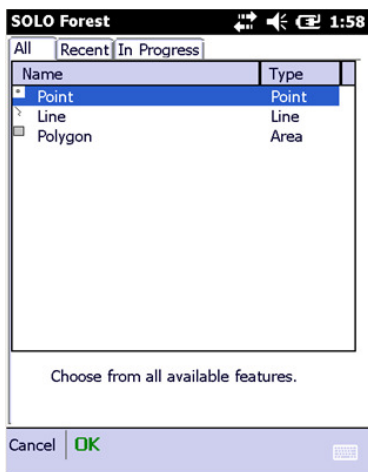 SOLO Forest 1:58
All Recent In Progress
Name Type
Point Point
Line Line
Polygon Area
Choose from all available features.
Cancel OK